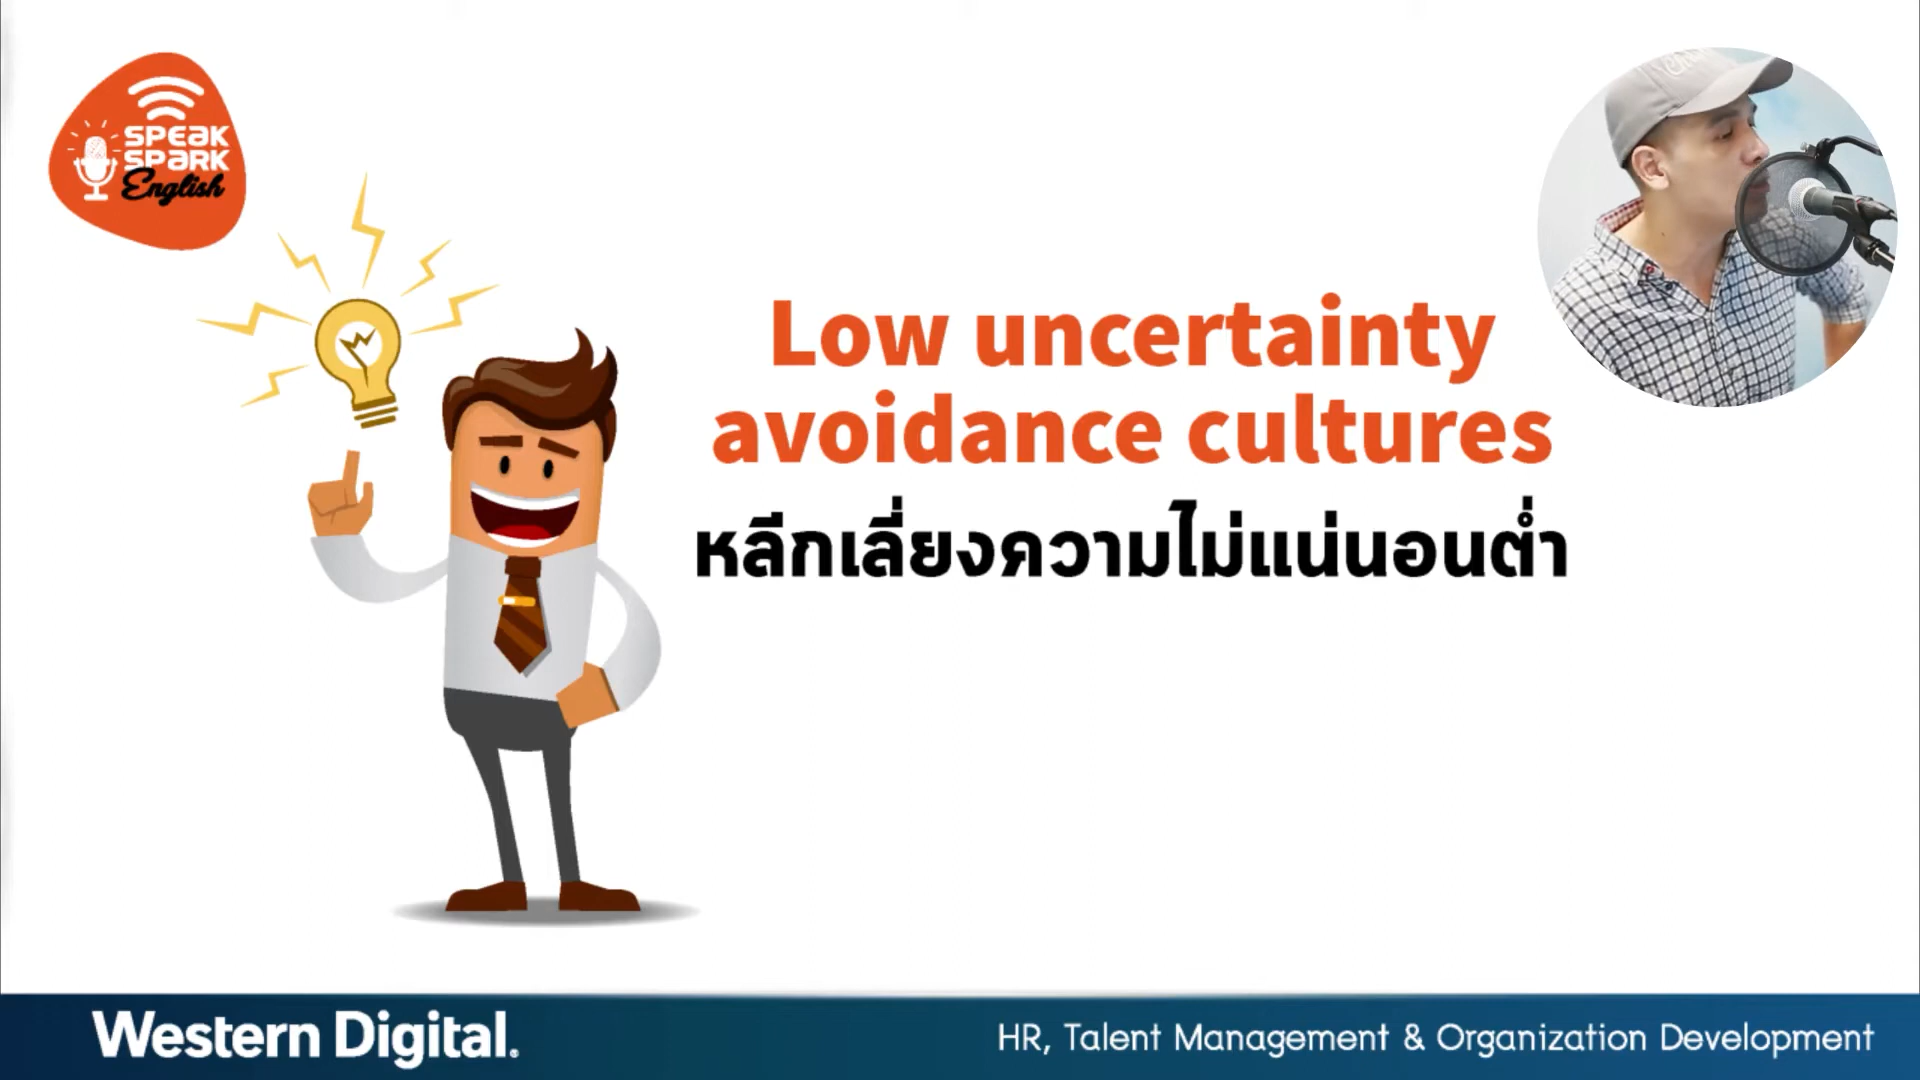 SPEAK
SPARK
English
Low uncertainty
avoidance cultures
หลีกเลี่ยงความไม่แน่นอนต่ำ
Western Digital.
HR, Talent Management & Organization Development